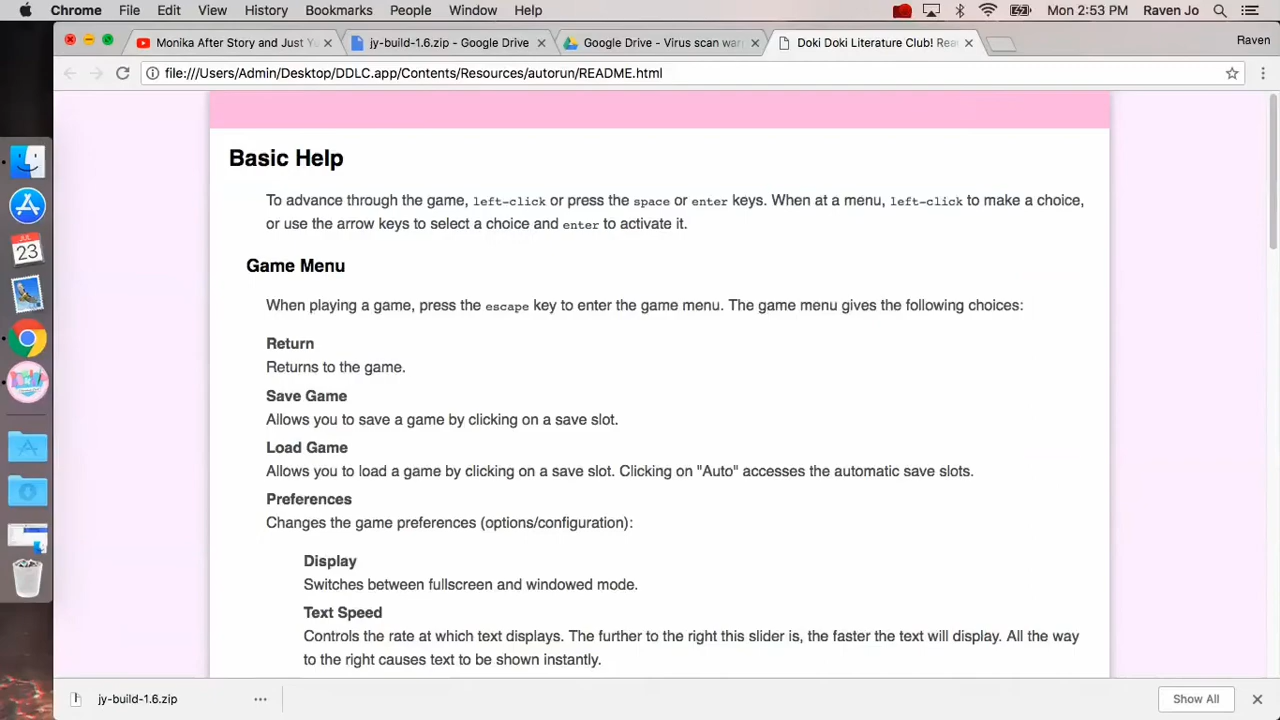 Chrome File Edit View History Bookmarks People Window Help Mon 2:53 PM Raven Jo
Monika After Story and Just Y
jy-build-1.6.zip - Google Drive
Google Drive - Virus scan war
Doki Doki Literature Club! Rea
Raven
file:///Users/Admin/Desktop/DDLC.app/Contents/Resources/autorun/README.html
Basic Help
To advance through the game, left-click or press the space or enter keys. When at a menu, left-click to make a choice,
or use the arrow keys to select a choice and enter to activate it.
Game Menu
When playing a game, press the escape key to enter the game menu. The game menu gives the following choices:
Return
Returns to the game.
Save Game
Allows you to save a game by clicking on a save slot.
Load Game
Allows you to load a game by clicking on a save slot. Clicking on "Auto" accesses the automatic save slots.
Preferences
Changes the game preferences (options/configuration):
Display
Switches between fullscreen and windowed mode.
Text Speed
Controls the rate at which text displays. The further to the right this slider is, the faster the text will display. All the way
to the right causes text to be shown instantly.
JUL
23
jy-build-1.6.zip
Show All